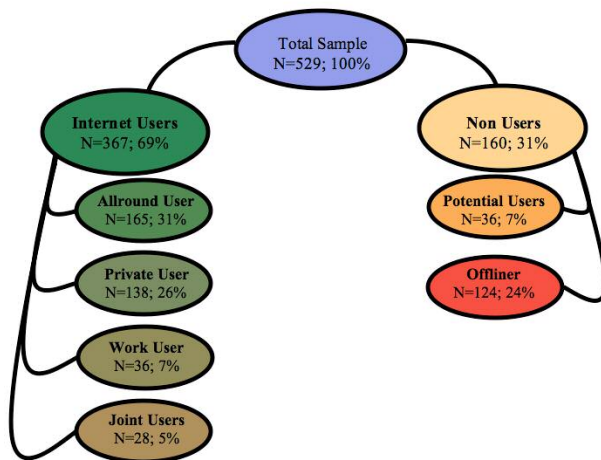 Total Sample
N=529; 100%
Internet Users
N=367; 69%
Allround User
N=165; 31%
Private User
N=138; 26%
Work User
N=36; 7%
Joint Users
N=28; 5%
Non Users
N=160; 31%
Potential Users
N=36; 7%
Offliner
N=124; 24%